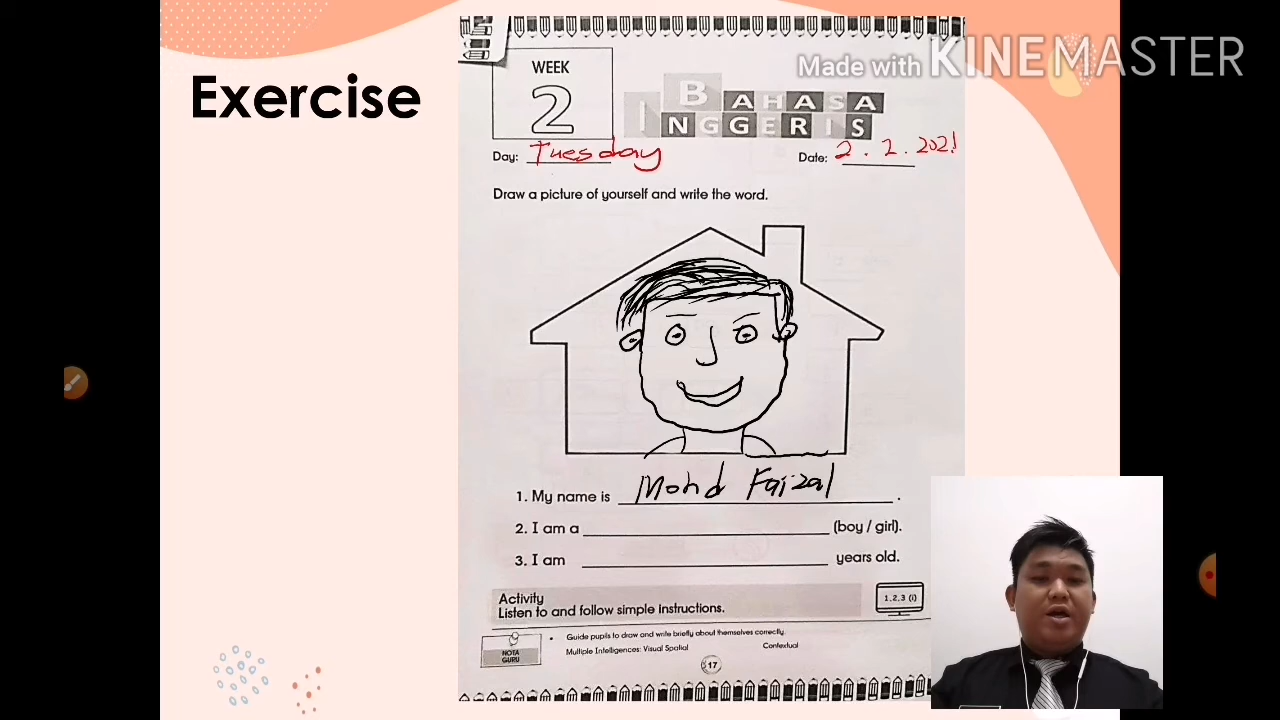 Made with KINEMASTER
Exercise
WEEK
2
BAHASA
INGGERIS
Day: Tuesday
Date: 2.2.2021
Draw a picture of yourself and write the word.
1. My name is Mohd Faizal .
2. I am a (boy / girl).
3. I am years old.
Activity
Listen to and follow simple instructions.
1.2.3 (i)
NOTA
GURU
• Guide pupils to draw and write briefly about themselves correctly.
Multiple Intelligences: Visual Spatial Contextual
17